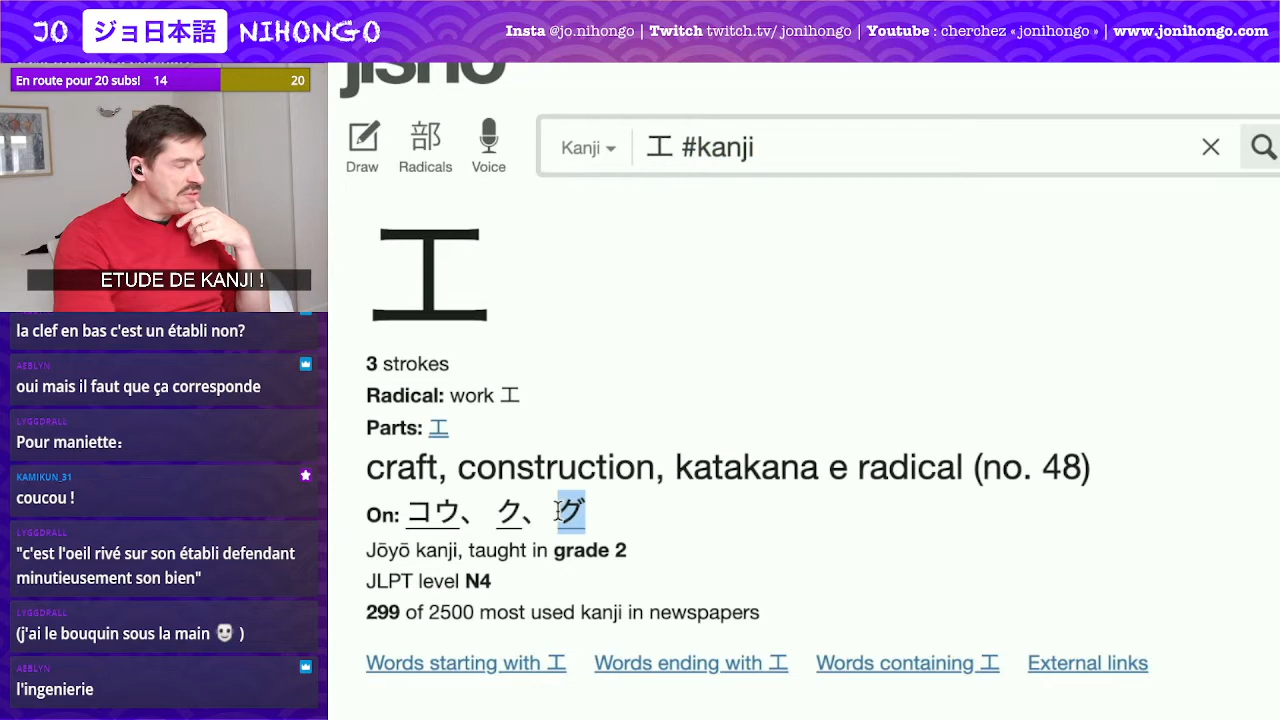 JO ジョ日本語 NIHONGO
Insta @jo.nihongo | Twitch twitch.tv/ jonihongo | Youtube : cherchez « jonihongo » | www.jonihongo.com
En route pour 20 subs! 14 20
ETUDE DE KANJI !
la clef en bas c'est un établi non?
AEBLYN
oui mais il faut que ça corresponde
LYGGDRALL
Pour maniette:
KAMIKUN_31
coucou !
LYGGDRALL
"c'est l'oeil rivé sur son établi defendant
minutieusement son bien"
LYGGDRALL
(j'ai le bouquin sous la main )
AEBLYN
l'ingenierie
jisho
Draw
部
Radicals
Voice
Kanji
工 #kanji
工
3 strokes
Radical: work 工
Parts: 工
craft, construction, katakana e radical (no. 48)
On: コウ、 ク、 グ
Jōyō kanji, taught in grade 2
JLPT level N4
299 of 2500 most used kanji in newspapers
Words starting with 工 Words ending with 工 Words containing 工 External links